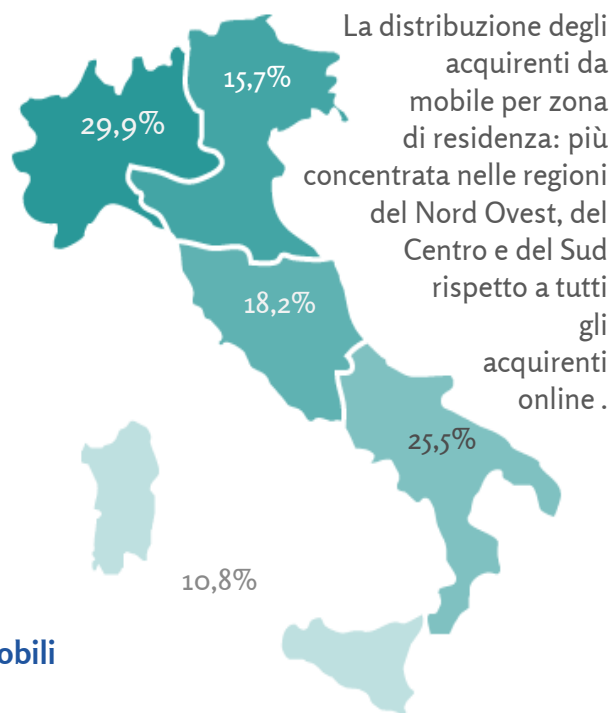 La distribuzione degli
acquirenti da
mobile per zona
di residenza: più
concentrata nelle regioni
del Nord Ovest, del
Centro e del Sud
rispetto a tutti
gli
acquirenti
online .
15,7%
29,9%
18,2%
25,5%
10,8%
obili